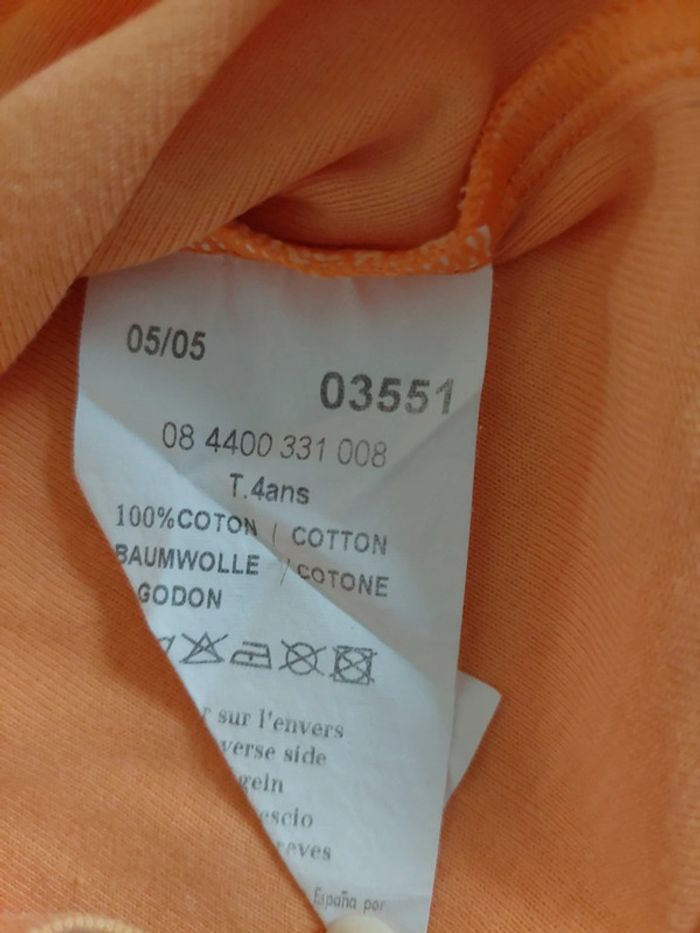 05/05
03551
08 4400 331 008
T.4ans
100%COTON / COTTON
BAUMWOLLE / COTONE
GODON
r sur l'envers
verse side
geln
escio
eves
España por